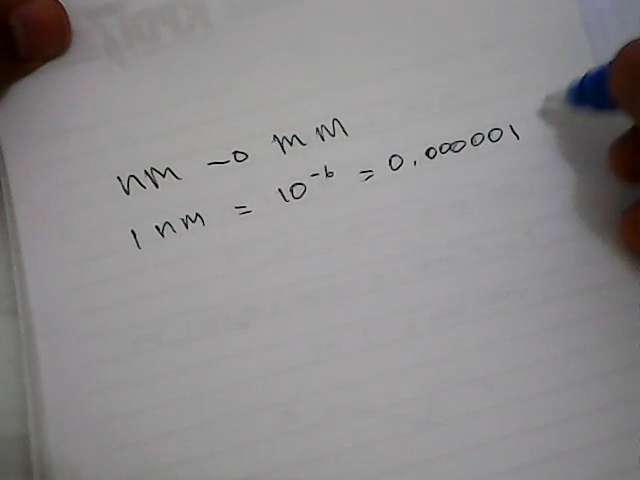 nm → mm
1 nm = 10⁻⁶ = 0.000001